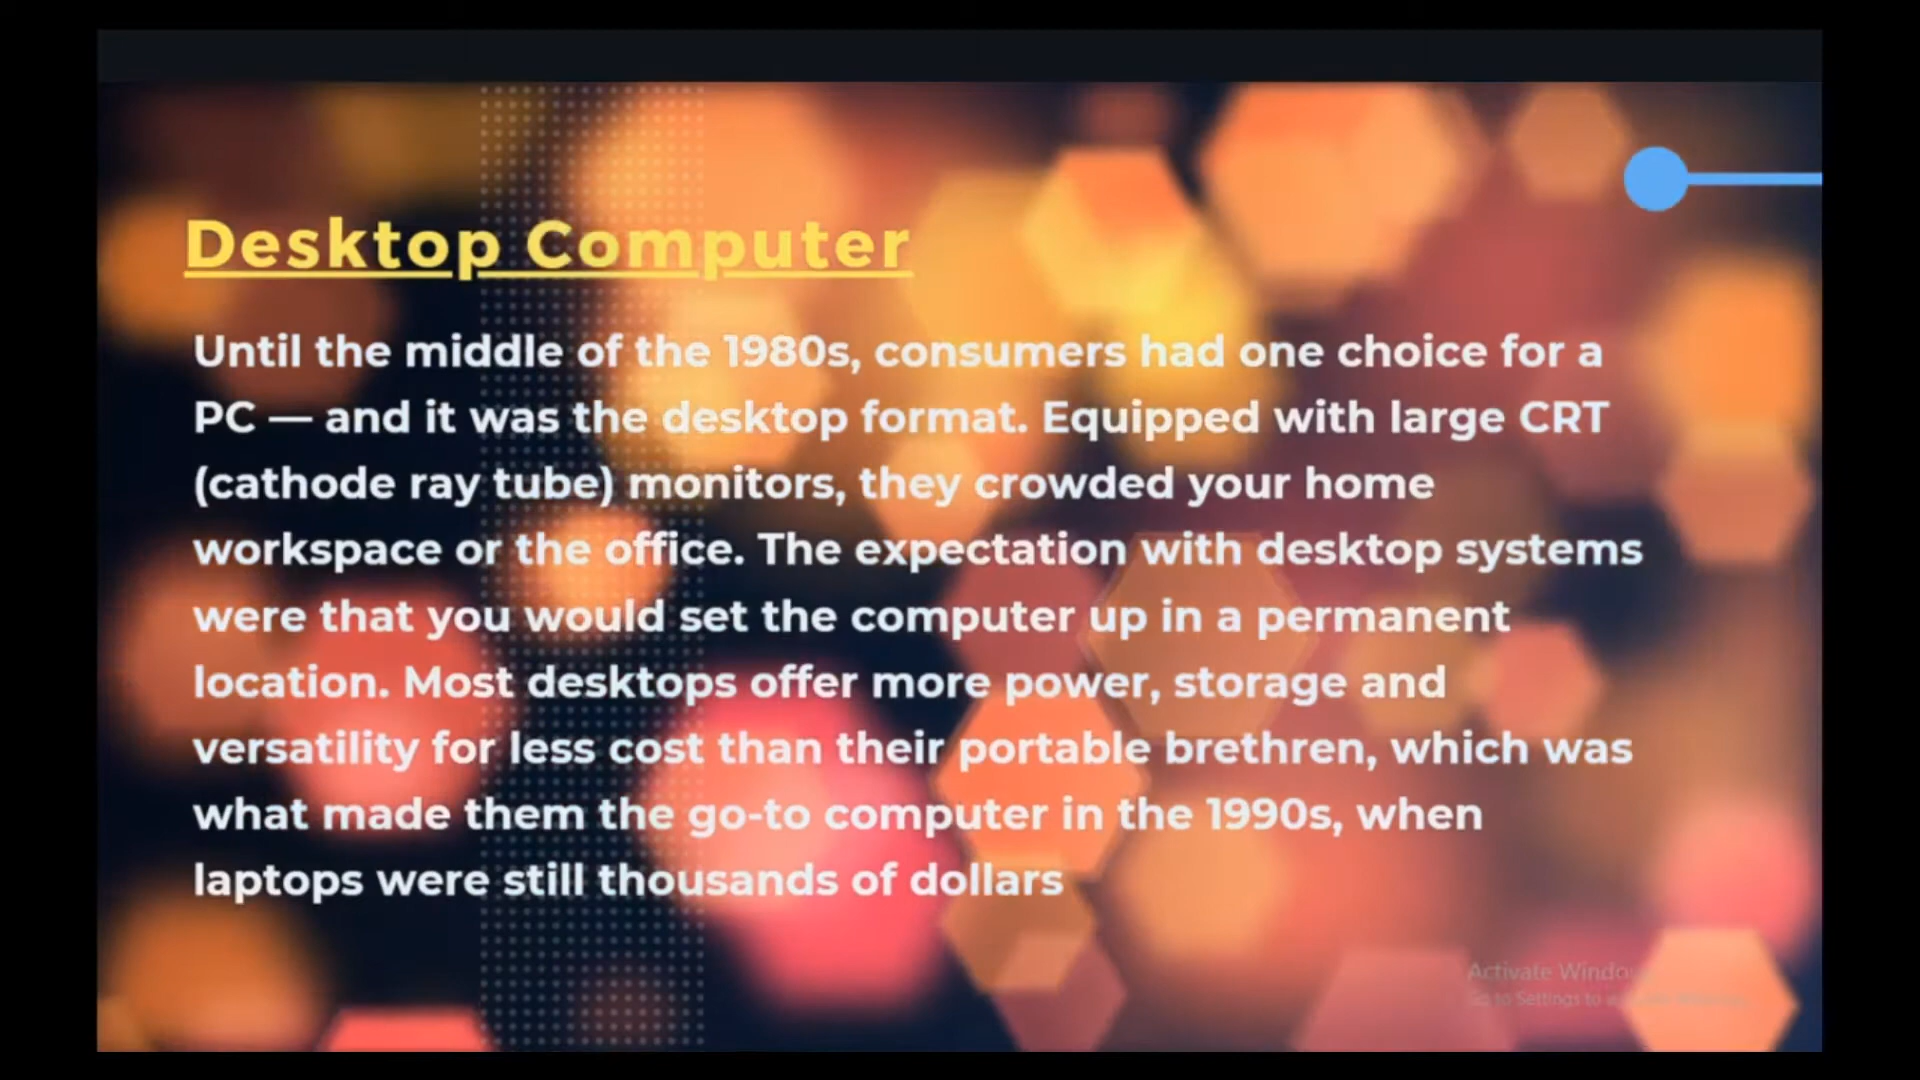 Desktop Computer
Until the middle of the 1980s, consumers had one choice for a
PC — and it was the desktop format. Equipped with large CRT
(cathode ray tube) monitors, they crowded your home
workspace or the office. The expectation with desktop systems
were that you would set the computer up in a permanent
location. Most desktops offer more power, storage and
versatility for less cost than their portable brethren, which was
what made them the go-to computer in the 1990s, when
laptops were still thousands of dollars
Activate
Go to Settings to